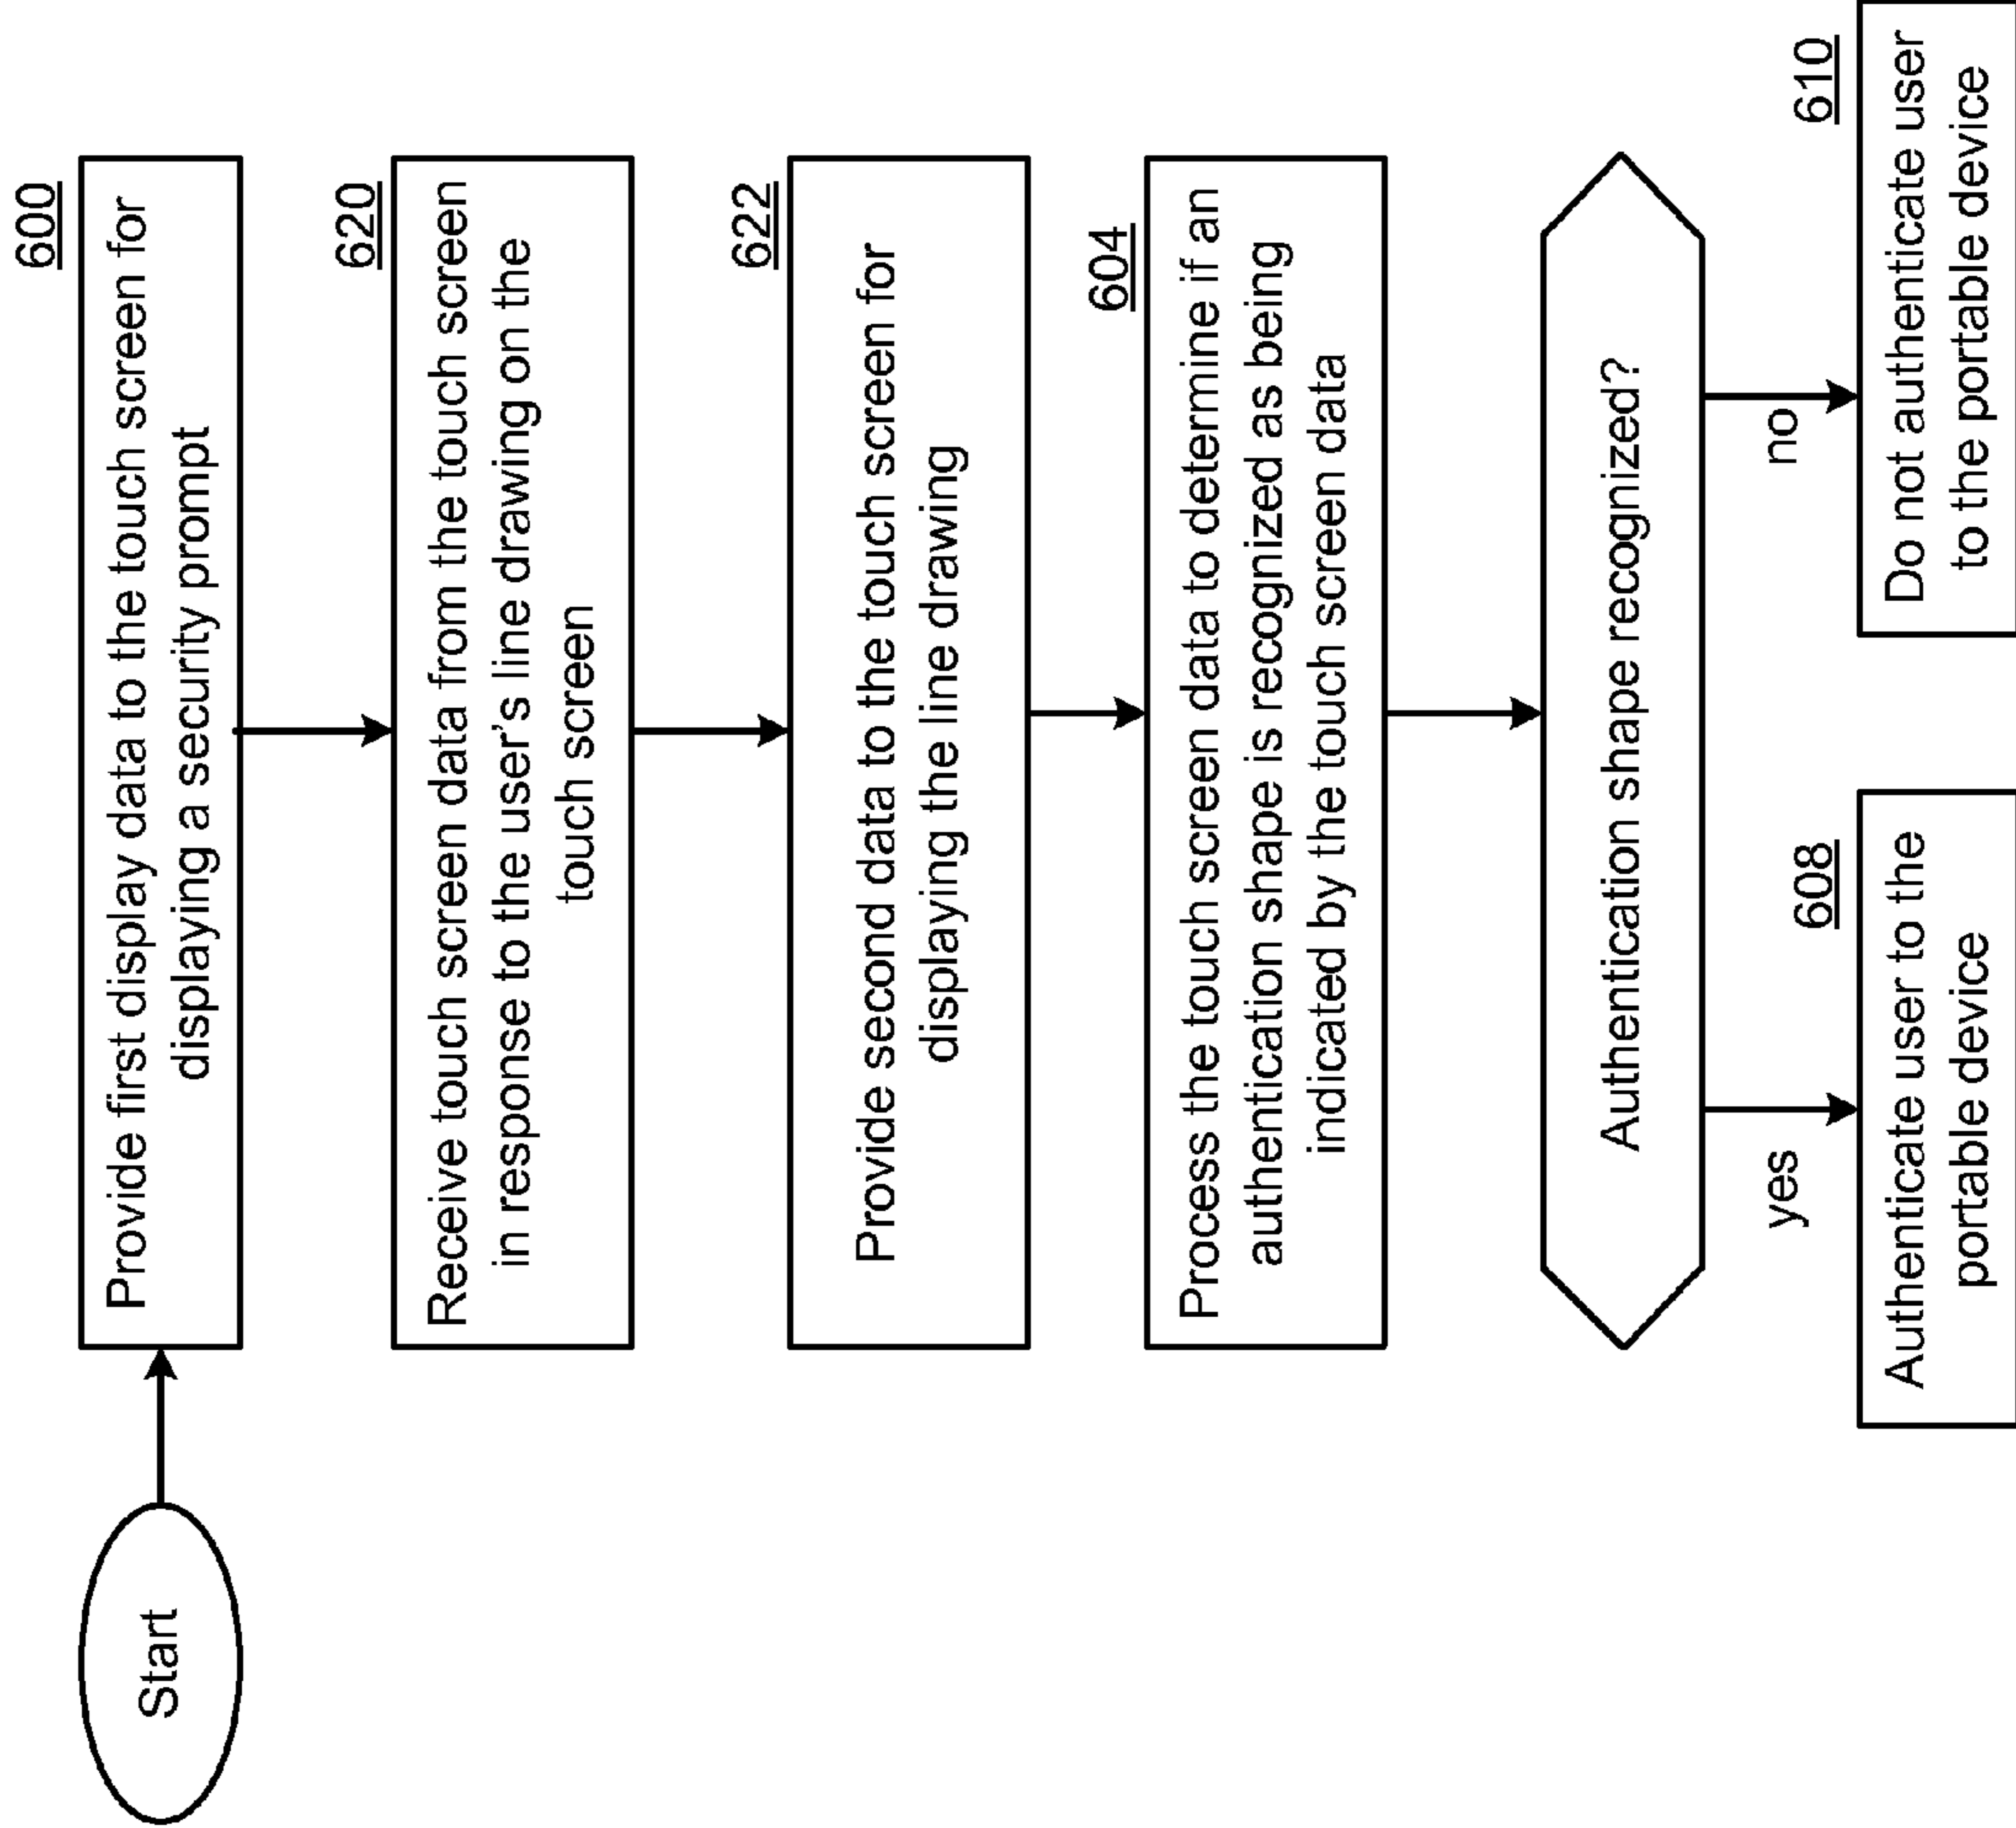 Start
600
Provide first display data to the touch screen for
displaying a security prompt
620
Receive touch screen data from the touch screen
in response to the user's line drawing on the
touch screen
622
Provide second data to the touch screen for
displaying the line drawing
604
Process the touch screen data to determine if an
authentication shape is recognized as being
indicated by the touch screen data
Authentication shape recognized?
yes
no
608
Authenticate user to the
portable device
610
Do not authenticate user
to the portable device